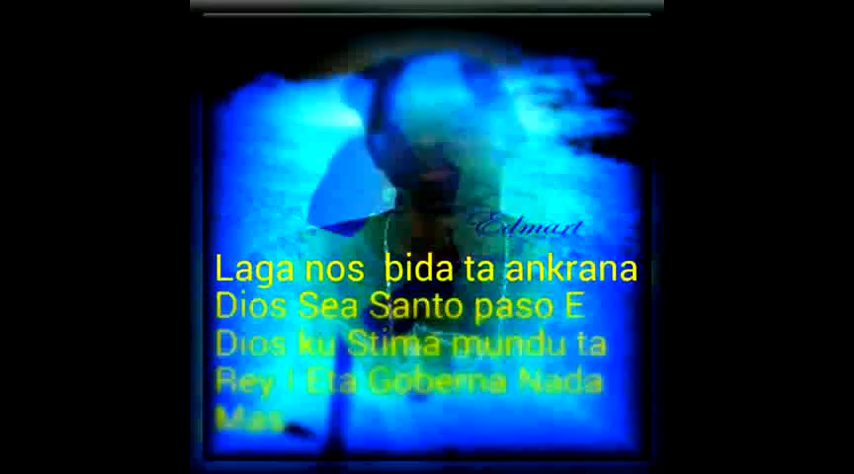 Edmart
Laga nos bida ta ankrana
Dios Sea Santo paso E
Dios ku Stima mundu ta
Rey I Eta Goberna Nada
Mas